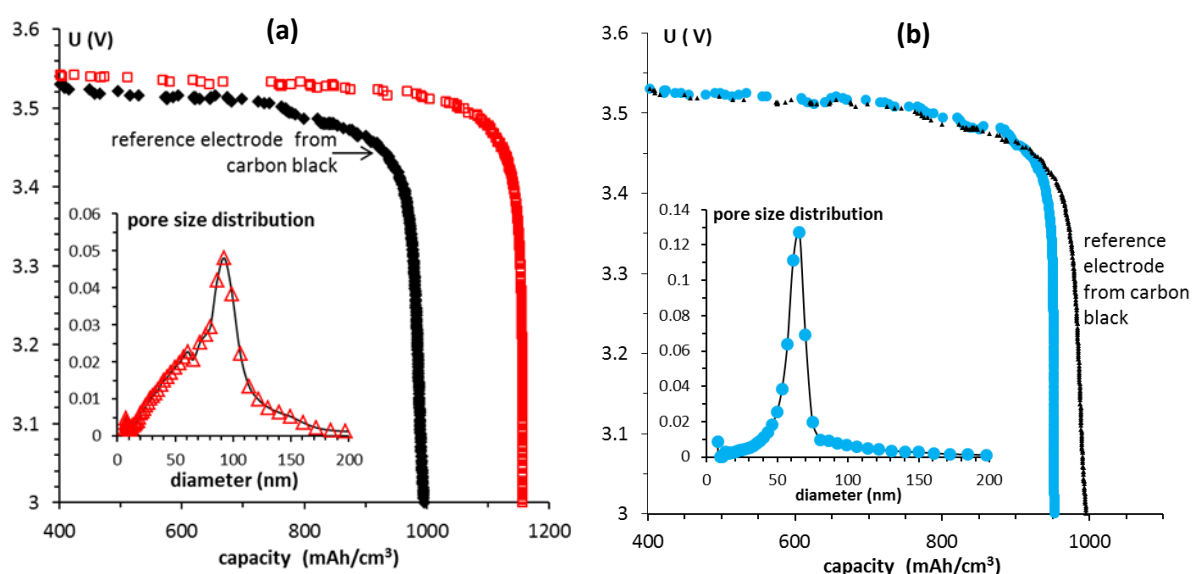 (a)
U (V)
3.6
3.5
3.4
3.3
3.2
3.1
3
reference electrode from
carbon black
pore size distribution
0.06
0.05
0.04
0.03
0.02
0.01
0
0 50 100 150 200
diameter (nm)
400 600 800 1000 1200
capacity (mAh/cm³)
(b)
U ( V)
3.6
3.5
3.4
3.3
3.2
3.1
3
reference
electrode
from carbon
black
pore size distribution
0.14
0.12
0.10
0.08
0.06
0.04
0.02
0
0 50 100 150 200
diameter (nm)
400 600 800 1000
capacity (mAh/cm³)